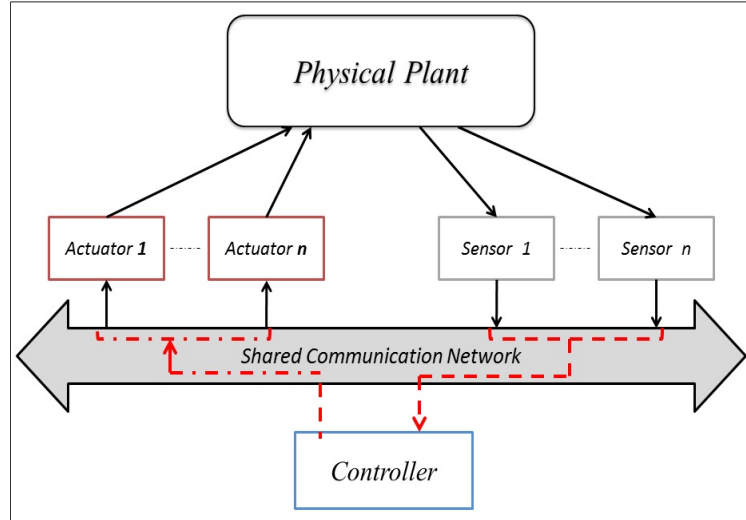 Physical Plant
Actuator 1
Actuator n
Sensor 1
Sensor n
Shared Communication Network
Controller